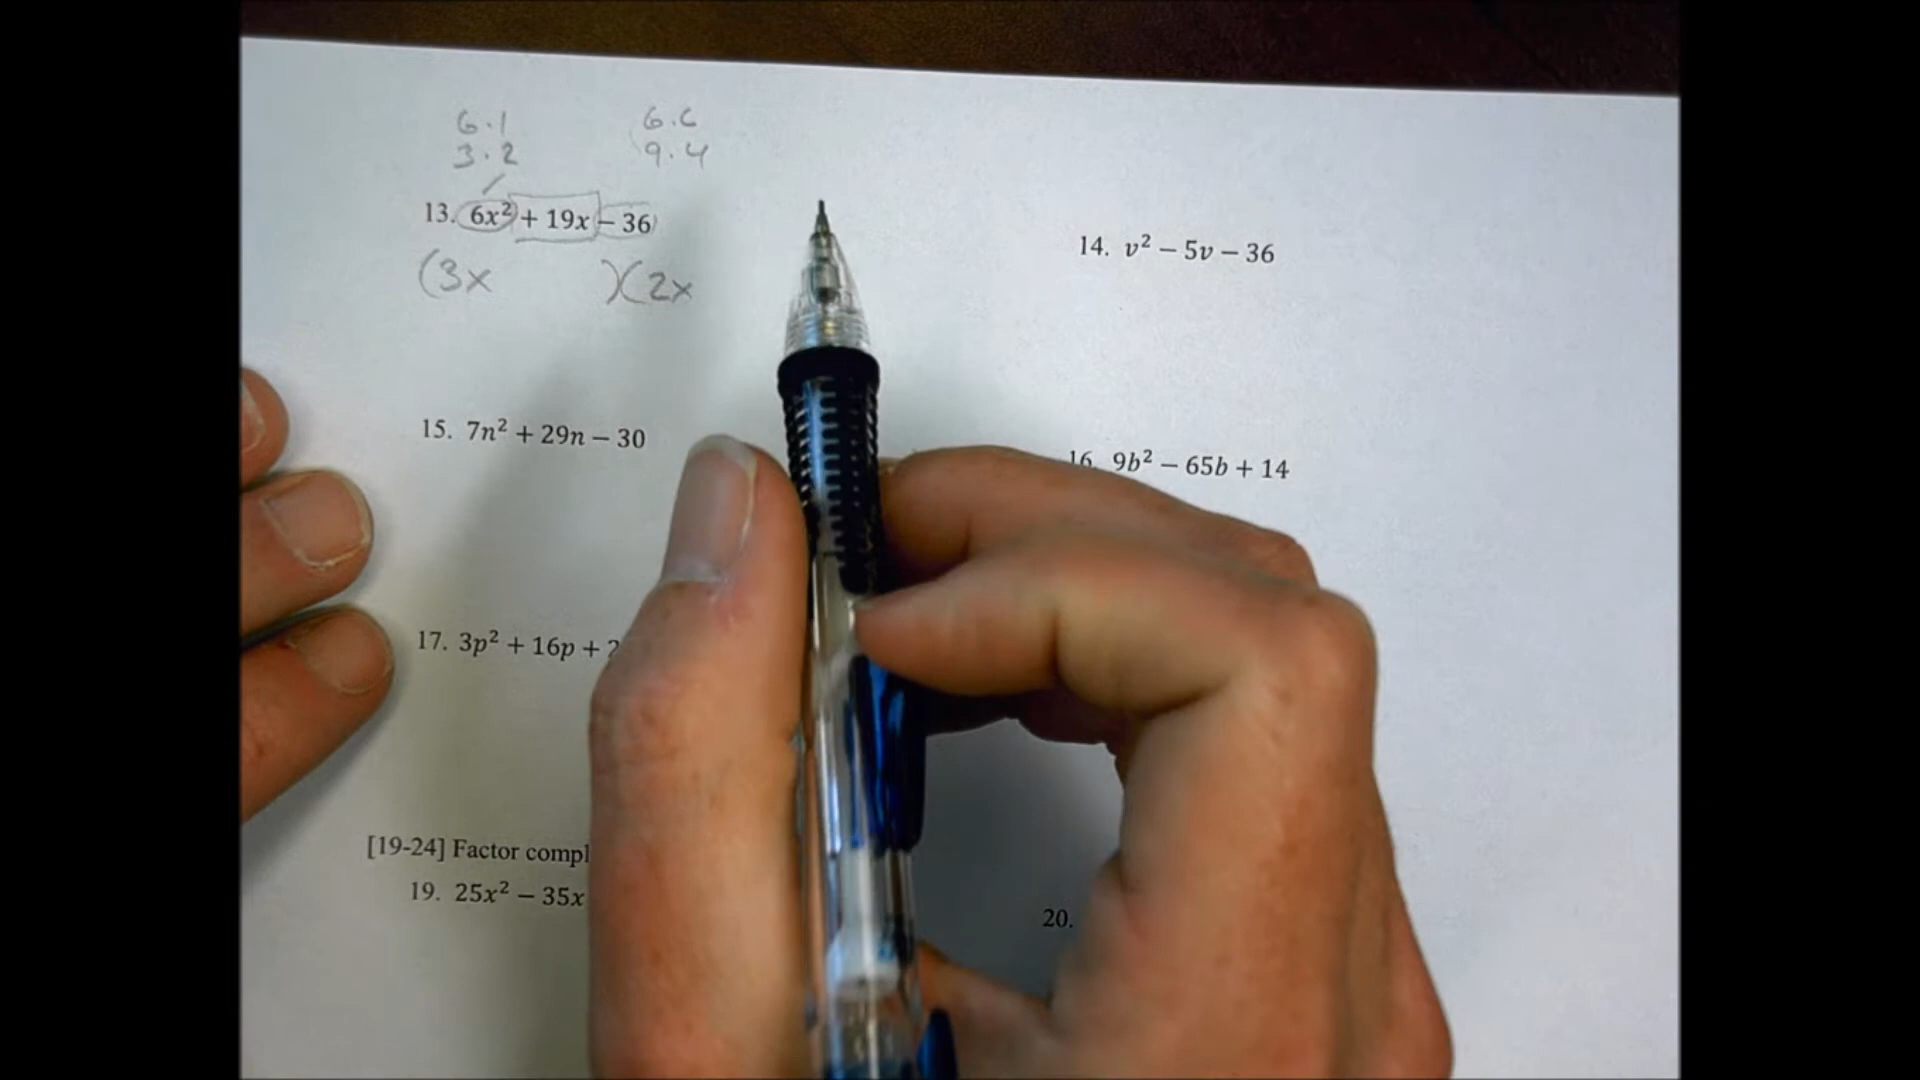 6.1 6.6
3.2 9.4
13. 6x² + 19x − 36
(3x )(2x
14. v² − 5v − 36
15. 7n² + 29n − 30
16. 9b² − 65b + 14
17. 3p² + 16p + 2
[19-24] Factor compl
19. 25x² − 35x
20.